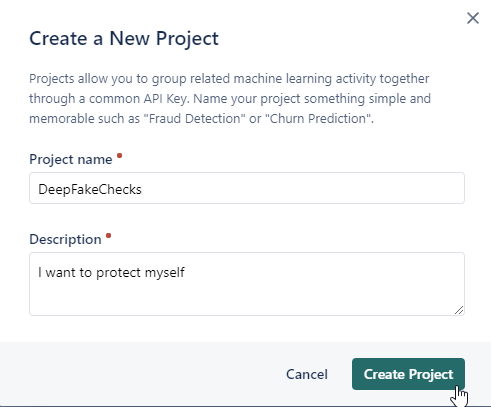 Create a New Project
Projects allow you to group related machine learning activity together
through a common API Key. Name your project something simple and
memorable such as "Fraud Detection" or "Churn Prediction".
Project name
DeepFakeChecks
Description
I want to protect myself
Cancel
Create Project